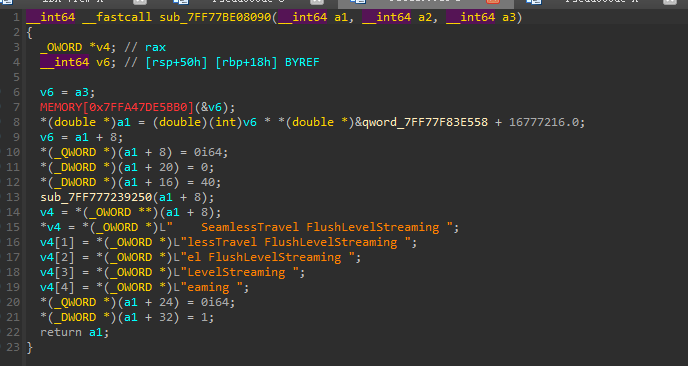 1 __int64 __fastcall sub_7FF77BE08090(__int64 a1, __int64 a2, __int64 a3)
2 {
3 _OWORD *v4; // rax
4 __int64 v6; // [rsp+50h] [rbp+18h] BYREF
5
6 v6 = a3;
7 MEMORY[0x7FFA47DE5BB0](&v6);
8 *(double *)a1 = (double)(int)v6 * *(double *)&qword_7FF77F83E558 + 16777216.0;
9 v6 = a1 + 8;
10 *(_QWORD *)(a1 + 8) = 0i64;
11 *(_DWORD *)(a1 + 20) = 0;
12 *(_DWORD *)(a1 + 16) = 40;
13 sub_7FF777239250(a1 + 8);
14 v4 = *(_OWORD **)(a1 + 8);
15 *v4 = *(_OWORD *)L"    SeamlessTravel FlushLevelStreaming ";
16 v4[1] = *(_OWORD *)L"lessTravel FlushLevelStreaming ";
17 v4[2] = *(_OWORD *)L"el FlushLevelStreaming ";
18 v4[3] = *(_OWORD *)L"LevelStreaming ";
19 v4[4] = *(_OWORD *)L"eaming ";
20 *(_QWORD *)(a1 + 24) = 0i64;
21 *(_DWORD *)(a1 + 32) = 1;
22 return a1;
23 }